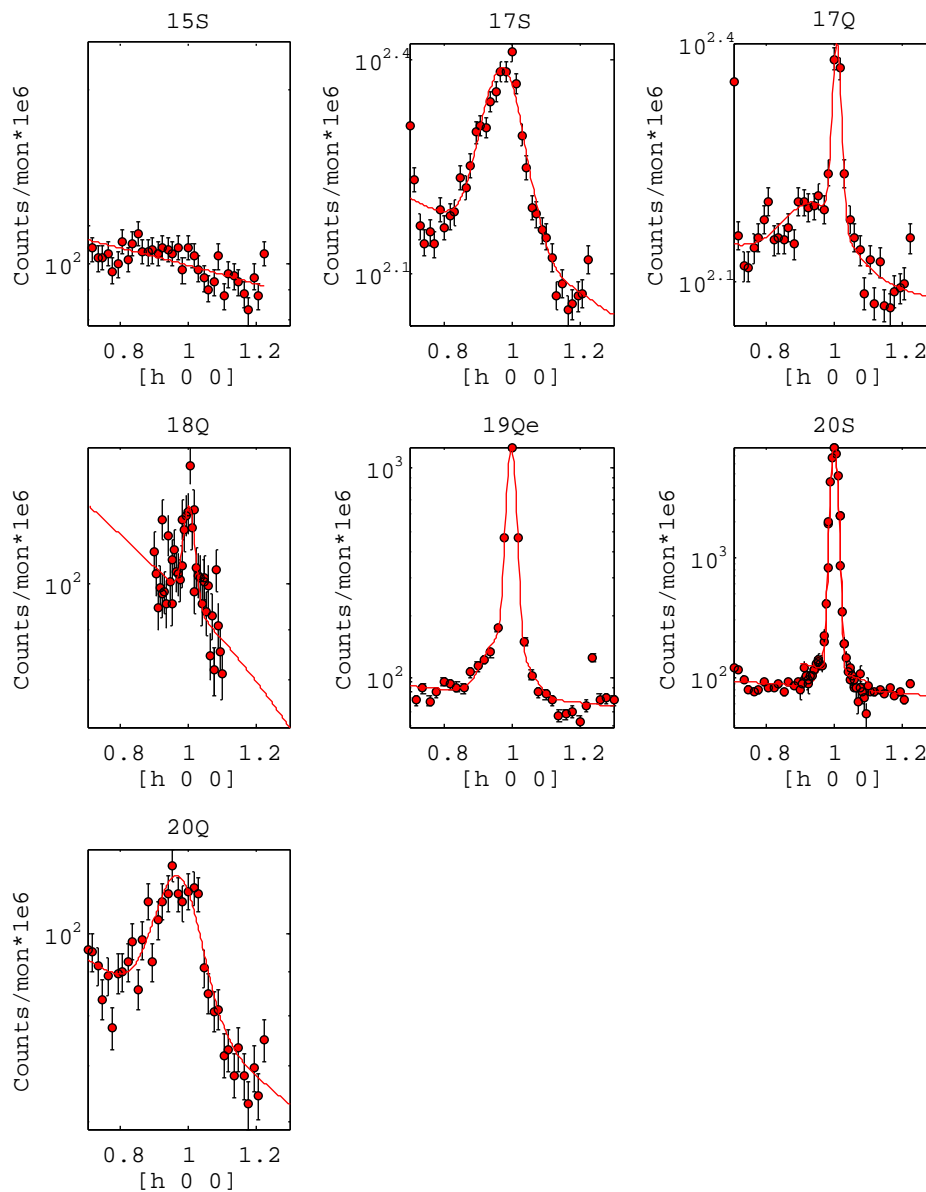 15S
Counts/mon*1e6
10^2
0.8 1 1.2
[h 0 0]
17S
Counts/mon*1e6
10^2.4
10^2.1
0.8 1 1.2
[h 0 0]
17Q
Counts/mon*1e6
10^2.4
10^2.1
0.8 1 1.2
[h 0 0]
18Q
Counts/mon*1e6
10^2
0.8 1 1.2
[h 0 0]
19Qe
Counts/mon*1e6
10^3
10^2
0.8 1 1.2
[h 0 0]
20S
Counts/mon*1e6
10^3
10^2
0.8 1 1.2
[h 0 0]
20Q
Counts/mon*1e6
10^2
0.8 1 1.2
[h 0 0]